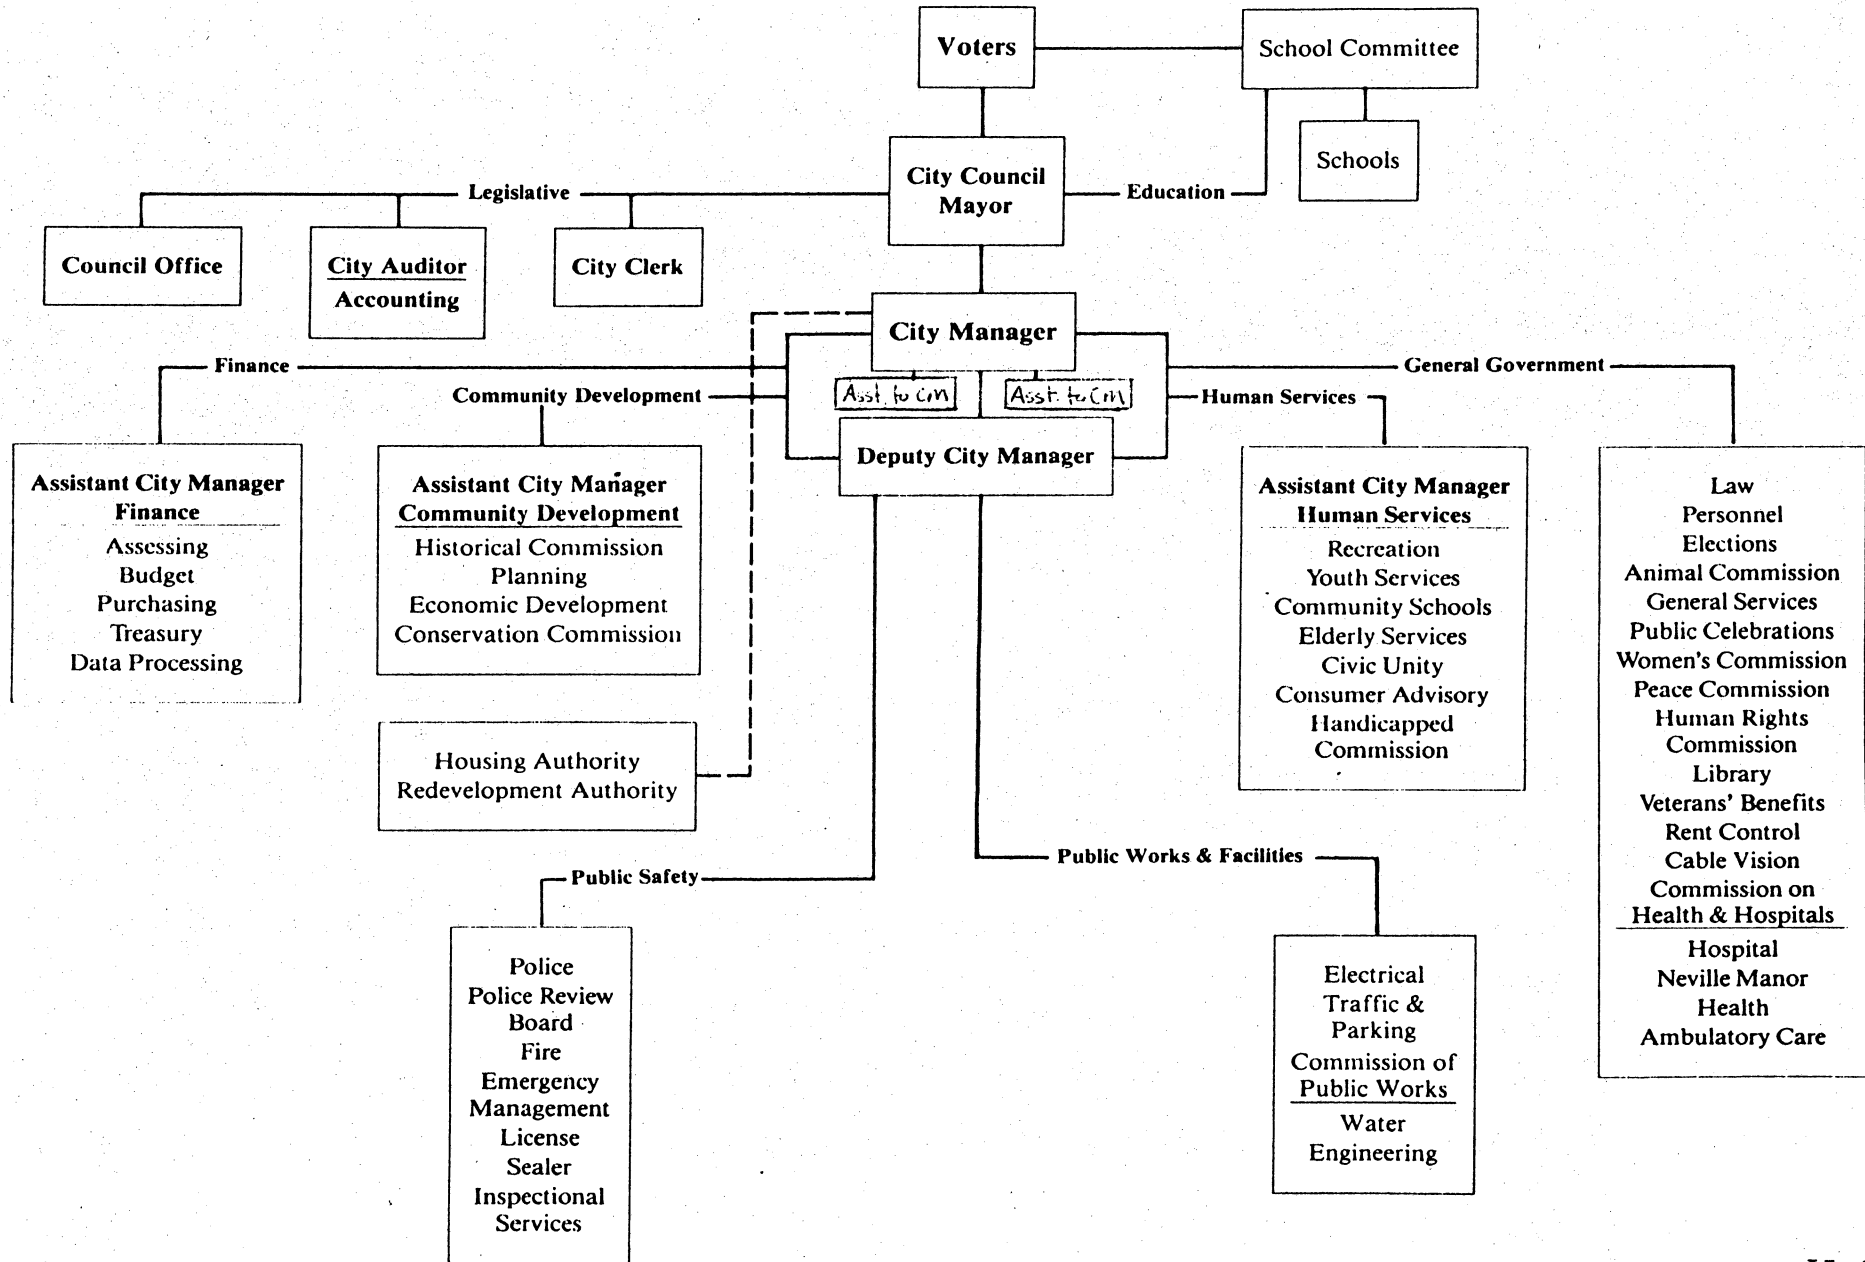 Voters
School Committee
Schools
City Council
Mayor
Legislative
Education
Council Office
City Auditor
Accounting
City Clerk
City Manager
Finance
General Government
Community Development
Asst. to CM
Asst. to CM
Human Services
Deputy City Manager
Assistant City Manager
Finance
Assessing
Budget
Purchasing
Treasury
Data Processing
Assistant City Manager
Community Development
Historical Commission
Planning
Economic Development
Conservation Commission
Housing Authority
Redevelopment Authority
Assistant City Manager
Human Services
Recreation
Youth Services
Community Schools
Elderly Services
Civic Unity
Consumer Advisory
Handicapped
Commission
Law
Personnel
Elections
Animal Commission
General Services
Public Celebrations
Women's Commission
Peace Commission
Human Rights
Commission
Library
Veterans' Benefits
Rent Control
Cable Vision
Commission on
Health & Hospitals
Hospital
Neville Manor
Health
Ambulatory Care
Public Safety
Public Works & Facilities
Police
Police Review
Board
Fire
Emergency
Management
License
Sealer
Inspectional
Services
Electrical
Traffic &
Parking
Commission of
Public Works
Water
Engineering